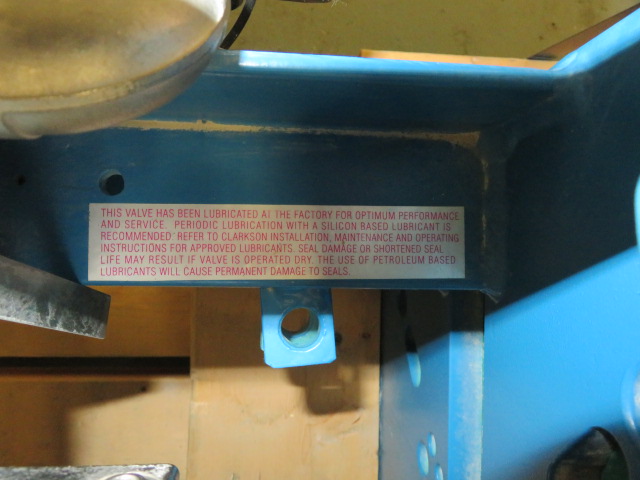 THIS VALVE HAS BEEN LUBRICATED AT THE FACTORY FOR OPTIMUM PERFORMANCE
AND SERVICE. PERIODIC LUBRICATION WITH A SILICON BASED LUBRICANT IS
RECOMMENDED. REFER TO CLARKSON INSTALLATION, MAINTENANCE AND OPERATING
INSTRUCTIONS FOR APPROVED LUBRICANTS. SEAL DAMAGE OR SHORTENED SEAL
LIFE MAY RESULT IF VALVE IS OPERATED DRY. THE USE OF PETROLEUM BASED
LUBRICANTS WILL CAUSE PERMANENT DAMAGE TO SEALS.